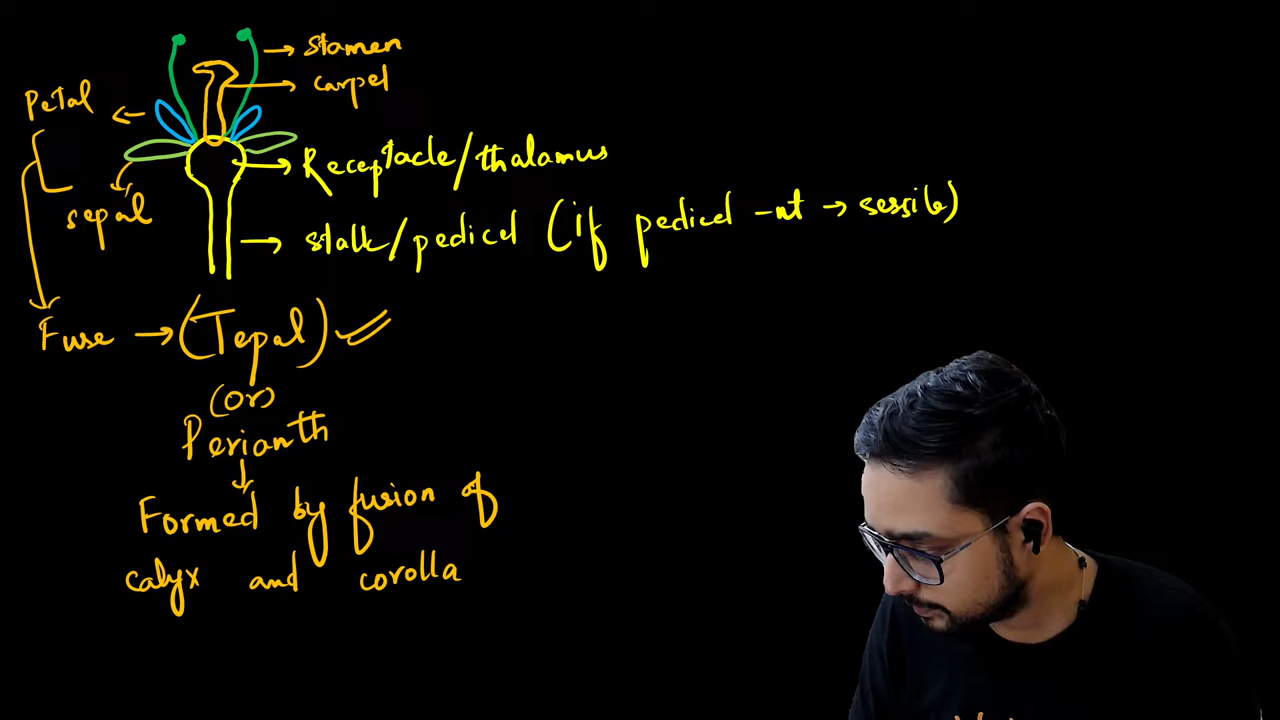 stamen
carpel
Petal
Receptacle/thalamus
sepal
stalk/pedicel (if pedicel -nt → sessile)
Fuse → (Tepal)
(or)
Perianth
Formed by fusion of
calyx and corolla